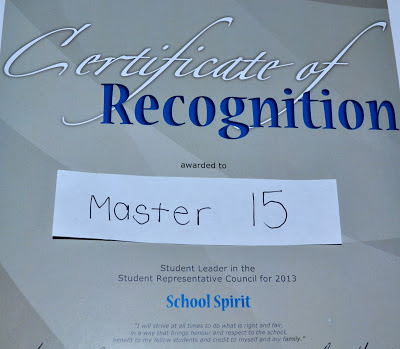 Certificate of
Recognition
awarded to
Master 15
Student Leader in the
Student Representative Council for 2013
School Spirit
"I will strive at all times to do what is right and fair,
in a way that brings honour and respect to the school,
benefit to my fellow students and credit to myself and my family."